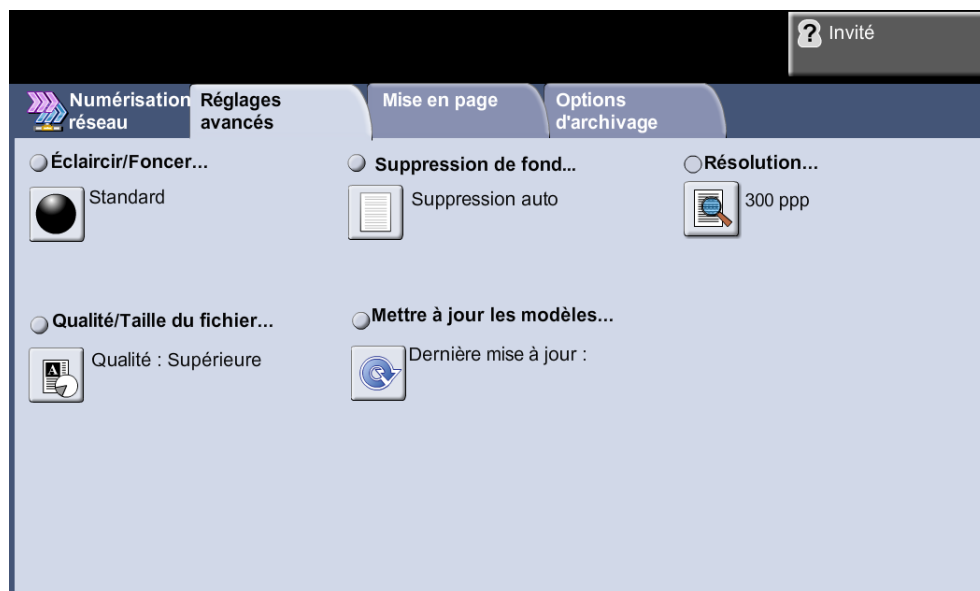 Invité
Numérisation réseau
Réglages avancés
Mise en page
Options d'archivage
Éclaircir/Foncer...
Standard
Suppression de fond...
Suppression auto
Résolution...
300 ppp
Qualité/Taille du fichier...
Qualité : Supérieure
Mettre à jour les modèles...
Dernière mise à jour :